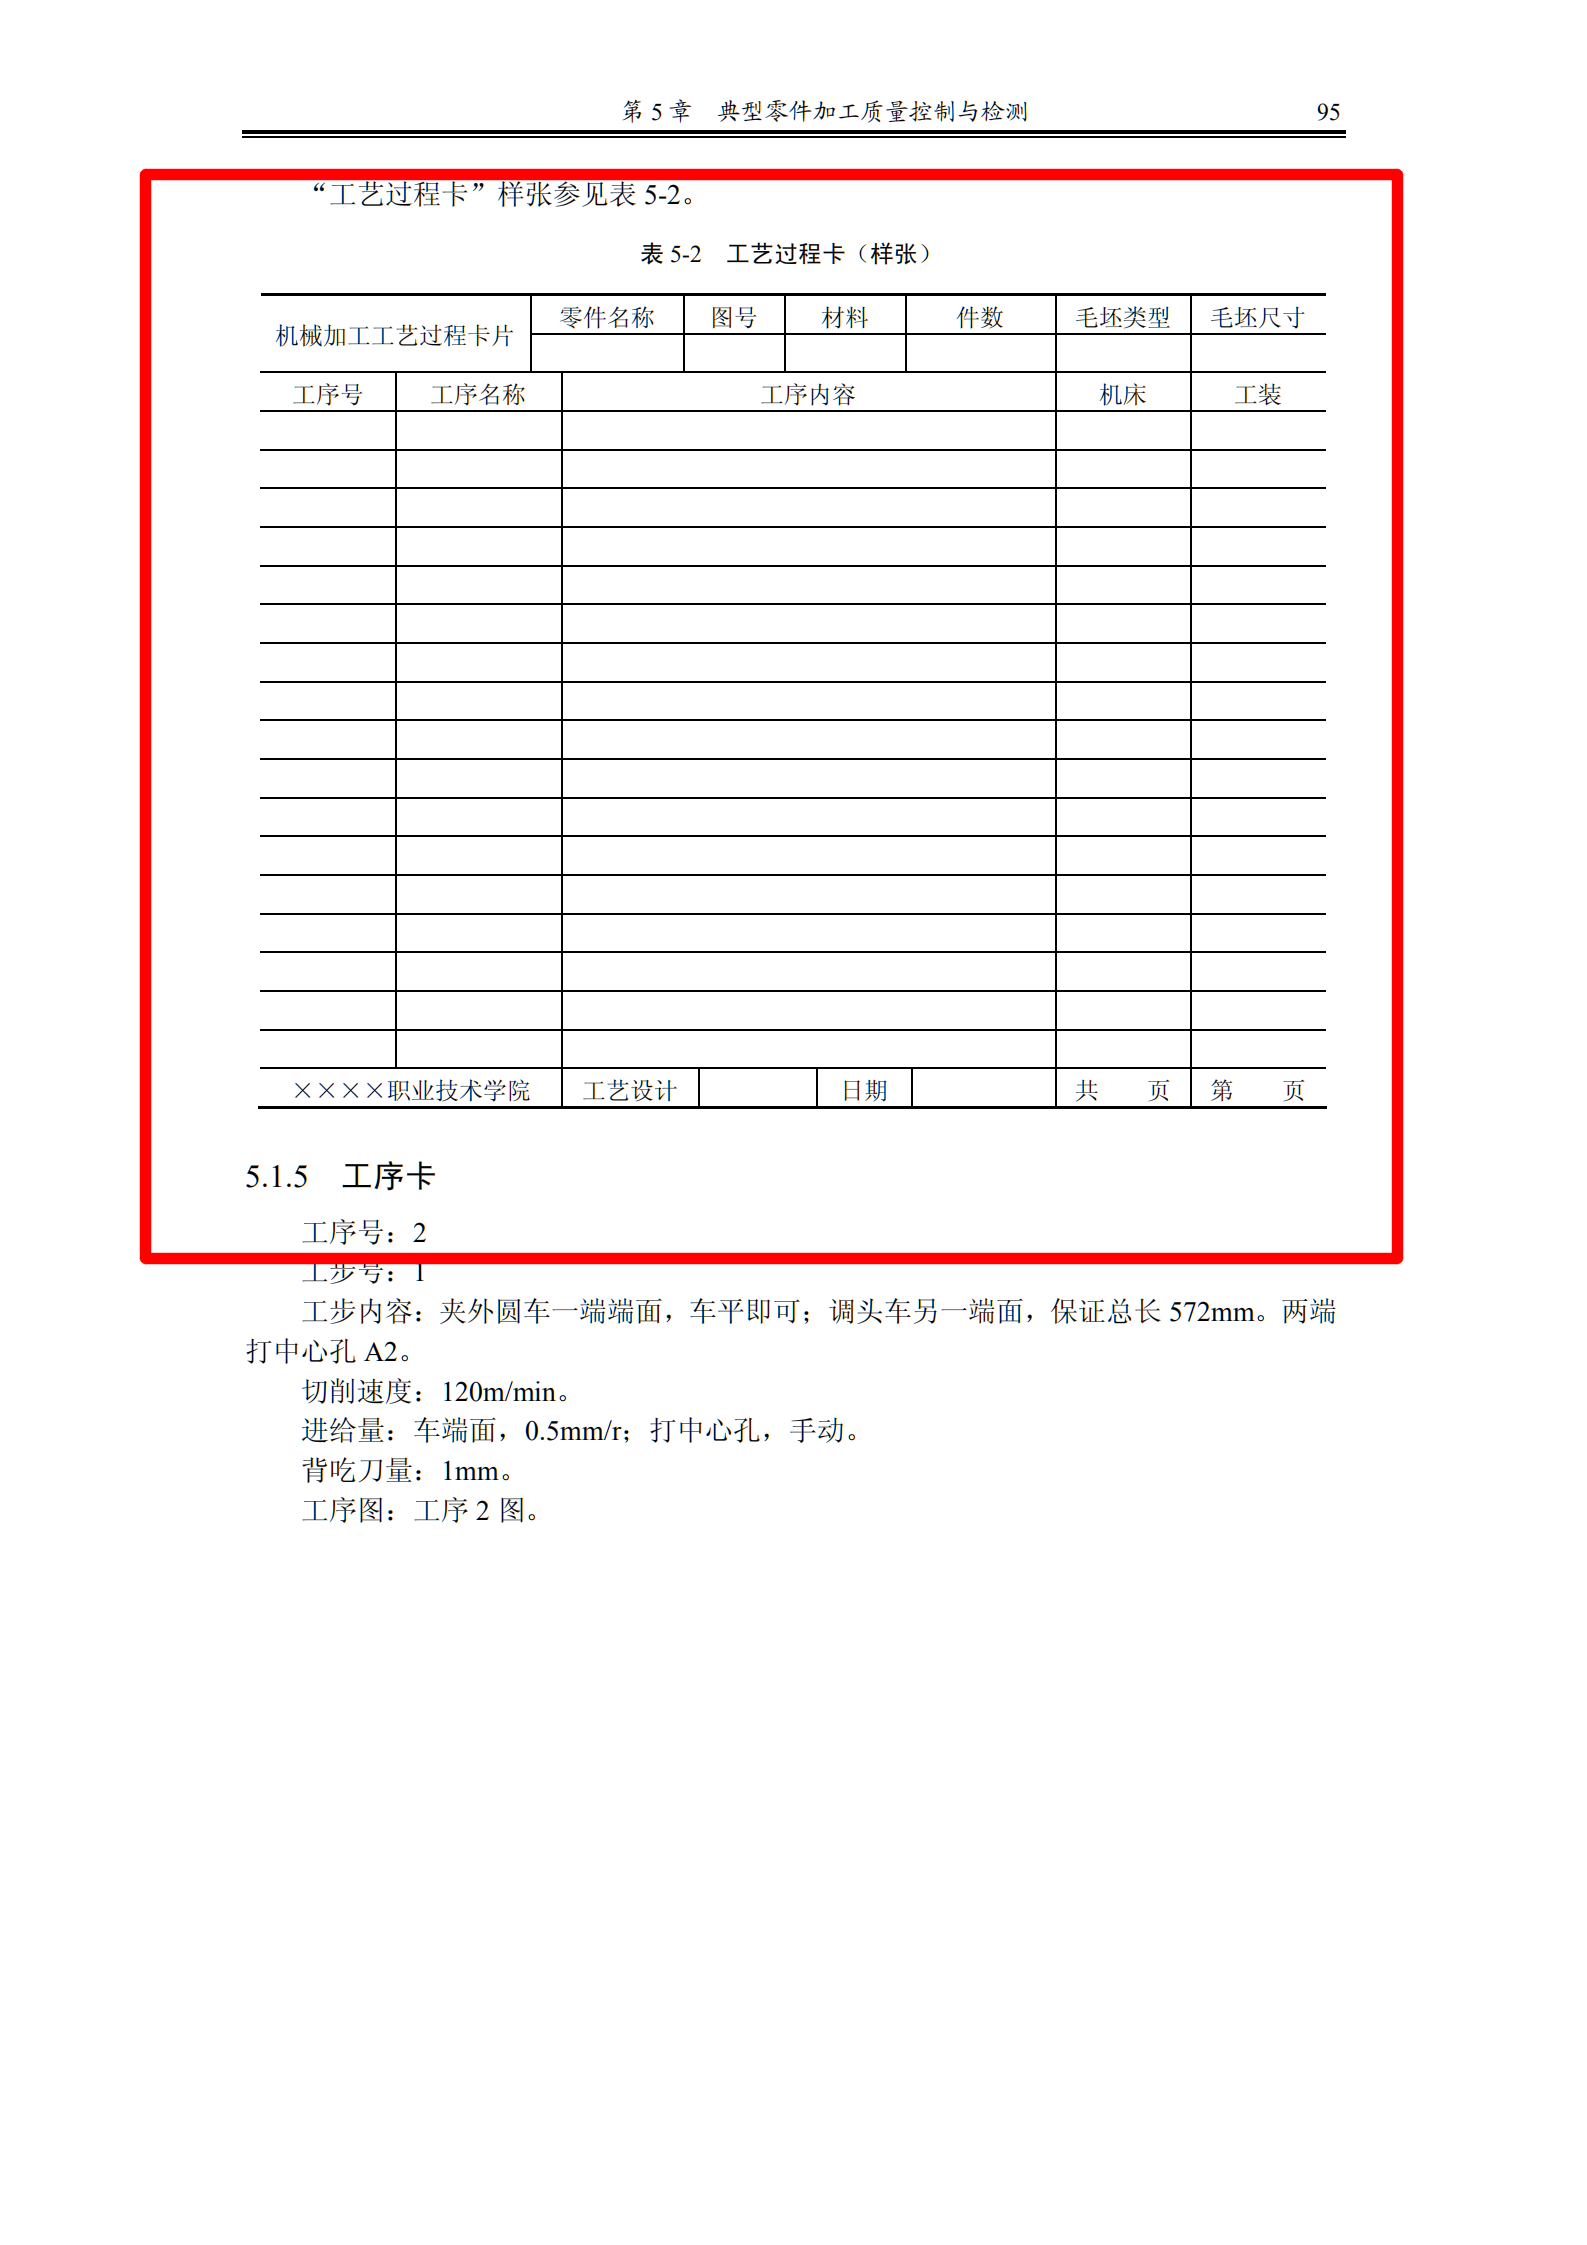 第 5 章 典型零件加工质量控制与检测 95
“工艺过程卡”样张参见表 5-2。
表 5-2 工艺过程卡（样张）
机械加工工艺过程卡片 零件名称 图号 材料 件数 毛坯类型 毛坯尺寸
工序号 工序名称 工序内容 机床 工装
××××职业技术学院 工艺设计 日期 共 页 第 页
5.1.5 工序卡
工序号：2
工步号：1
工步内容：夹外圆车一端端面，车平即可；调头车另一端面，保证总长 572mm。两端
打中心孔 A2。
切削速度：120m/min。
进给量：车端面，0.5mm/r；打中心孔，手动。
背吃刀量：1mm。
工序图：工序 2 图。